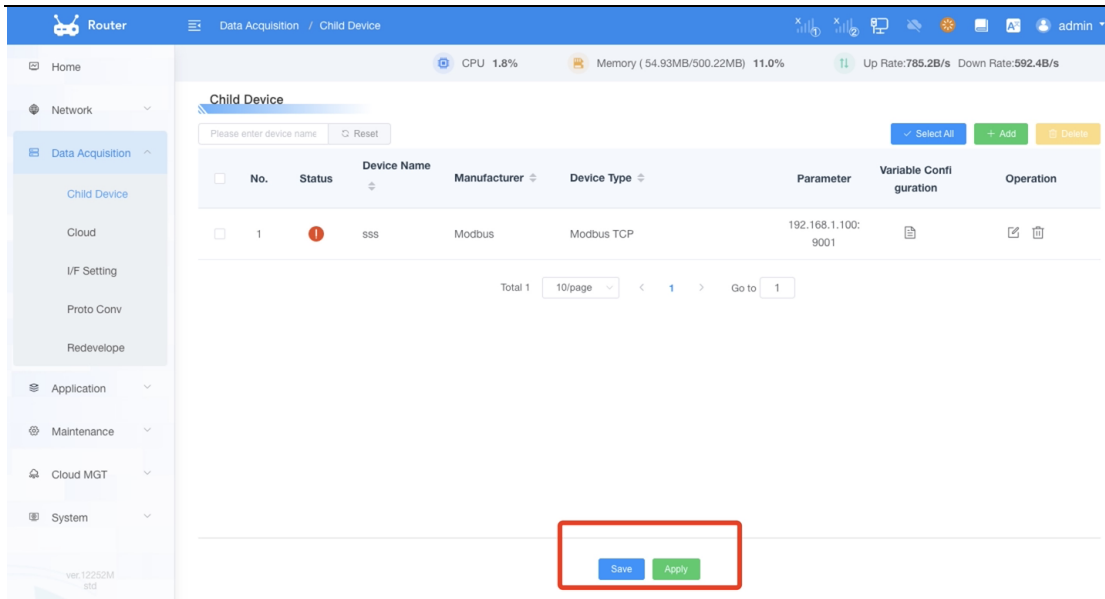 Router
Data Acquisition / Child Device
x 1 x 2 A admin
Home
CPU 1.8%
Memory ( 54.93MB/500.22MB) 11.0%
Up Rate:785.2B/s Down Rate:592.4B/s
Network
Data Acquisition
Child Device
Cloud
I/F Setting
Proto Conv
Redevelope
Application
Maintenance
Cloud MGT
System
ver.12252M
std
Child Device
Please enter device name
Reset
Select All
+ Add
Delete
No.
Status
Device Name
Manufacturer
Device Type
Parameter
Variable Confi
guration
Operation
1
sss
Modbus
Modbus TCP
192.168.1.100:
9001
Total 1
10/page
< 1 >
Go to 1
Save
Apply